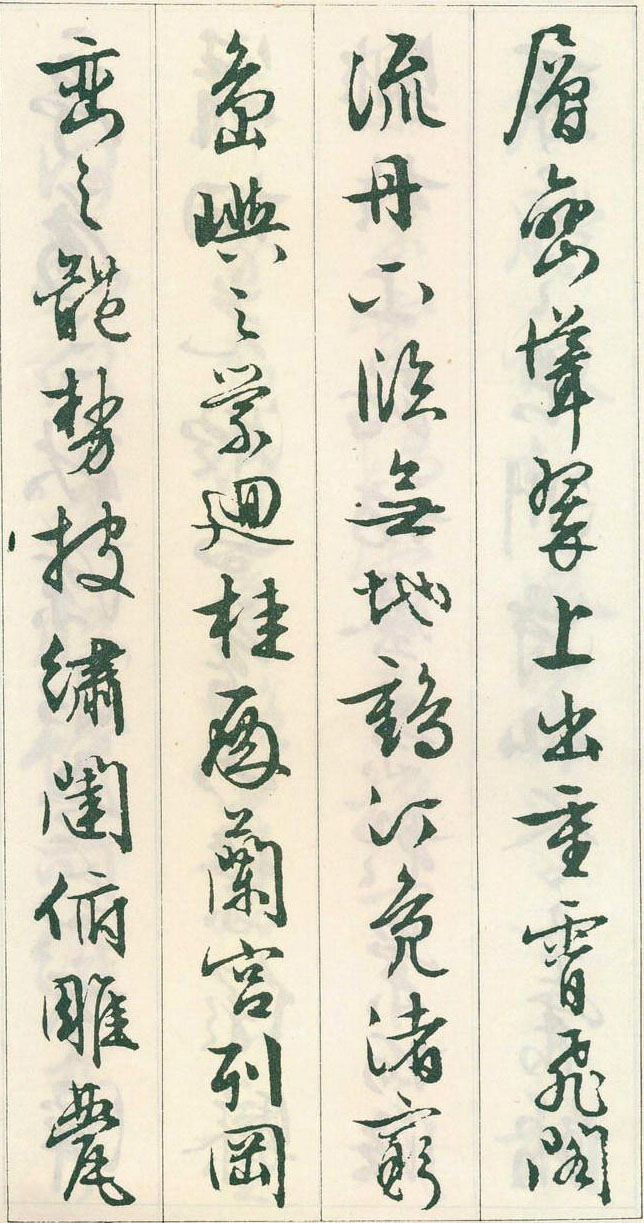 層巒聳翠上出重霄飛閣
流丹下臨無地鶴汀鳧渚窮
島嶼之縈迴桂殿蘭宮列岡
巒之體勢披繡闥俯雕甍